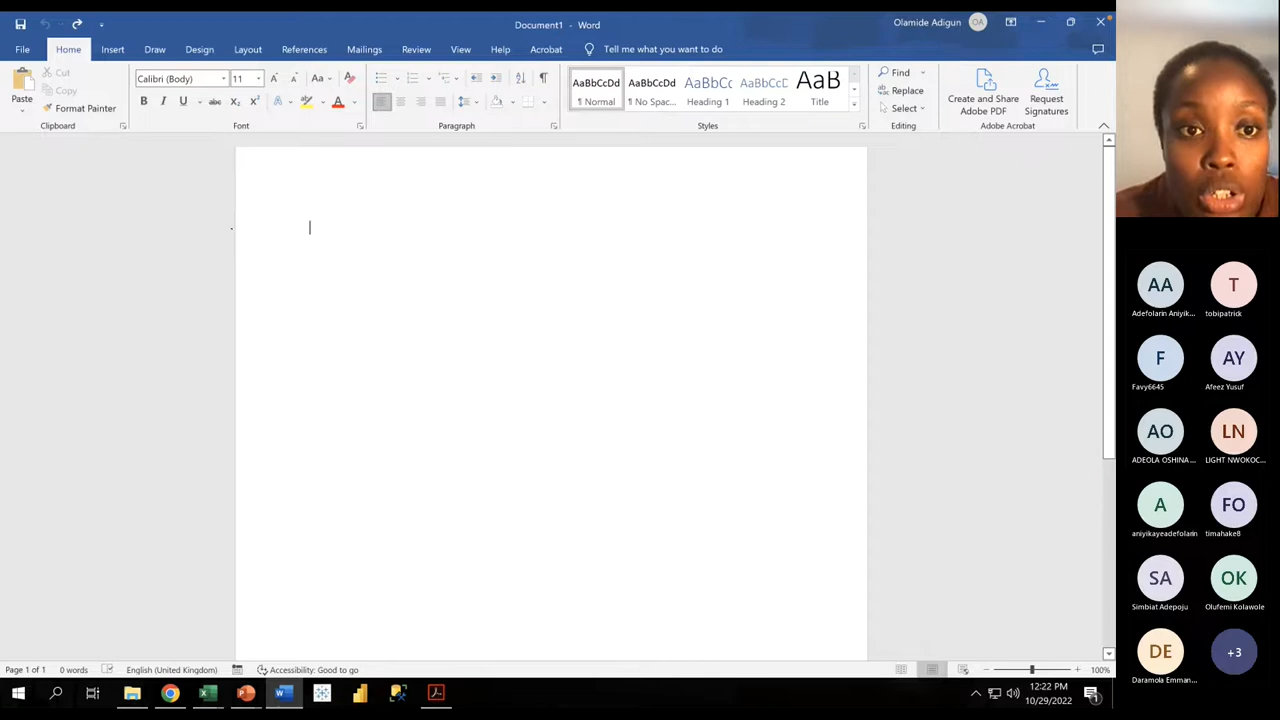 Document1 - Word
Olamide Adigun
OA
File Home Insert Draw Design Layout References Mailings Review View Help Acrobat Tell me what you want to do
Paste
Cut
Copy
Format Painter
Clipboard
Calibri (Body) 11
Font
Paragraph
AaBbCcDd
¶ Normal
AaBbCcDd
¶ No Spac...
AaBbCc
Heading 1
AaBbCcD
Heading 2
AaB
Title
Styles
Find
Replace
Select
Editing
Create and Share
Adobe PDF
Request
Signatures
Adobe Acrobat
AA
Adefolarin Aniyik...
T
tobipatrick
F
Favy6645
AY
Afeez Yusuf
AO
ADEOLA OSHINA...
LN
LIGHT NWOKOC...
A
aniyikayeadefolarin
FO
timahake8
SA
Simbiat Adepoju
OK
Olufemi Kolawole
DE
Daramola Emman...
+3
Page 1 of 1 0 words English (United Kingdom) Accessibility: Good to go 100%
12:22 PM
10/29/2022